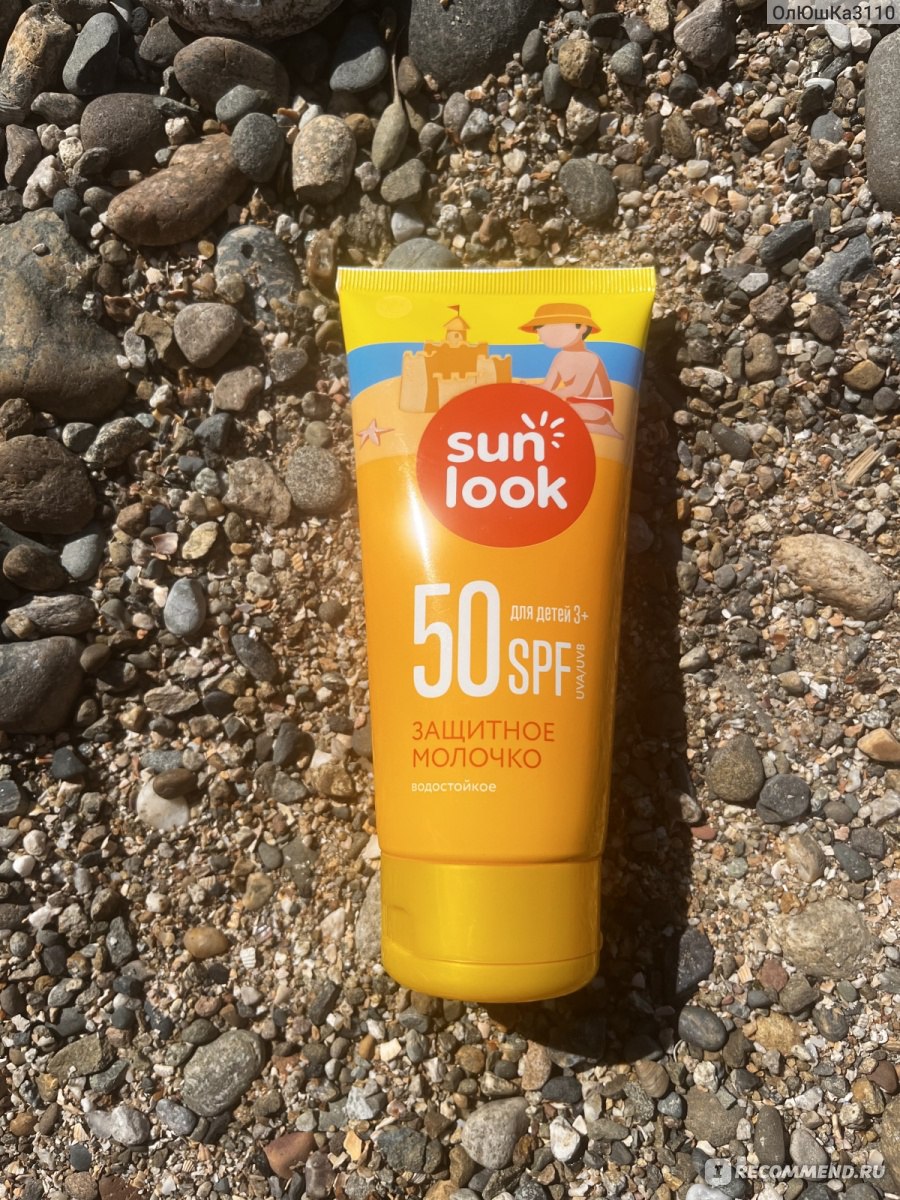 ОлЮшКа3110
sun
look
50 для детей 3+
SPF UVA/UVB
ЗАЩИТНОЕ
МОЛОЧКО
водостойкое
RECOMMEND.RU